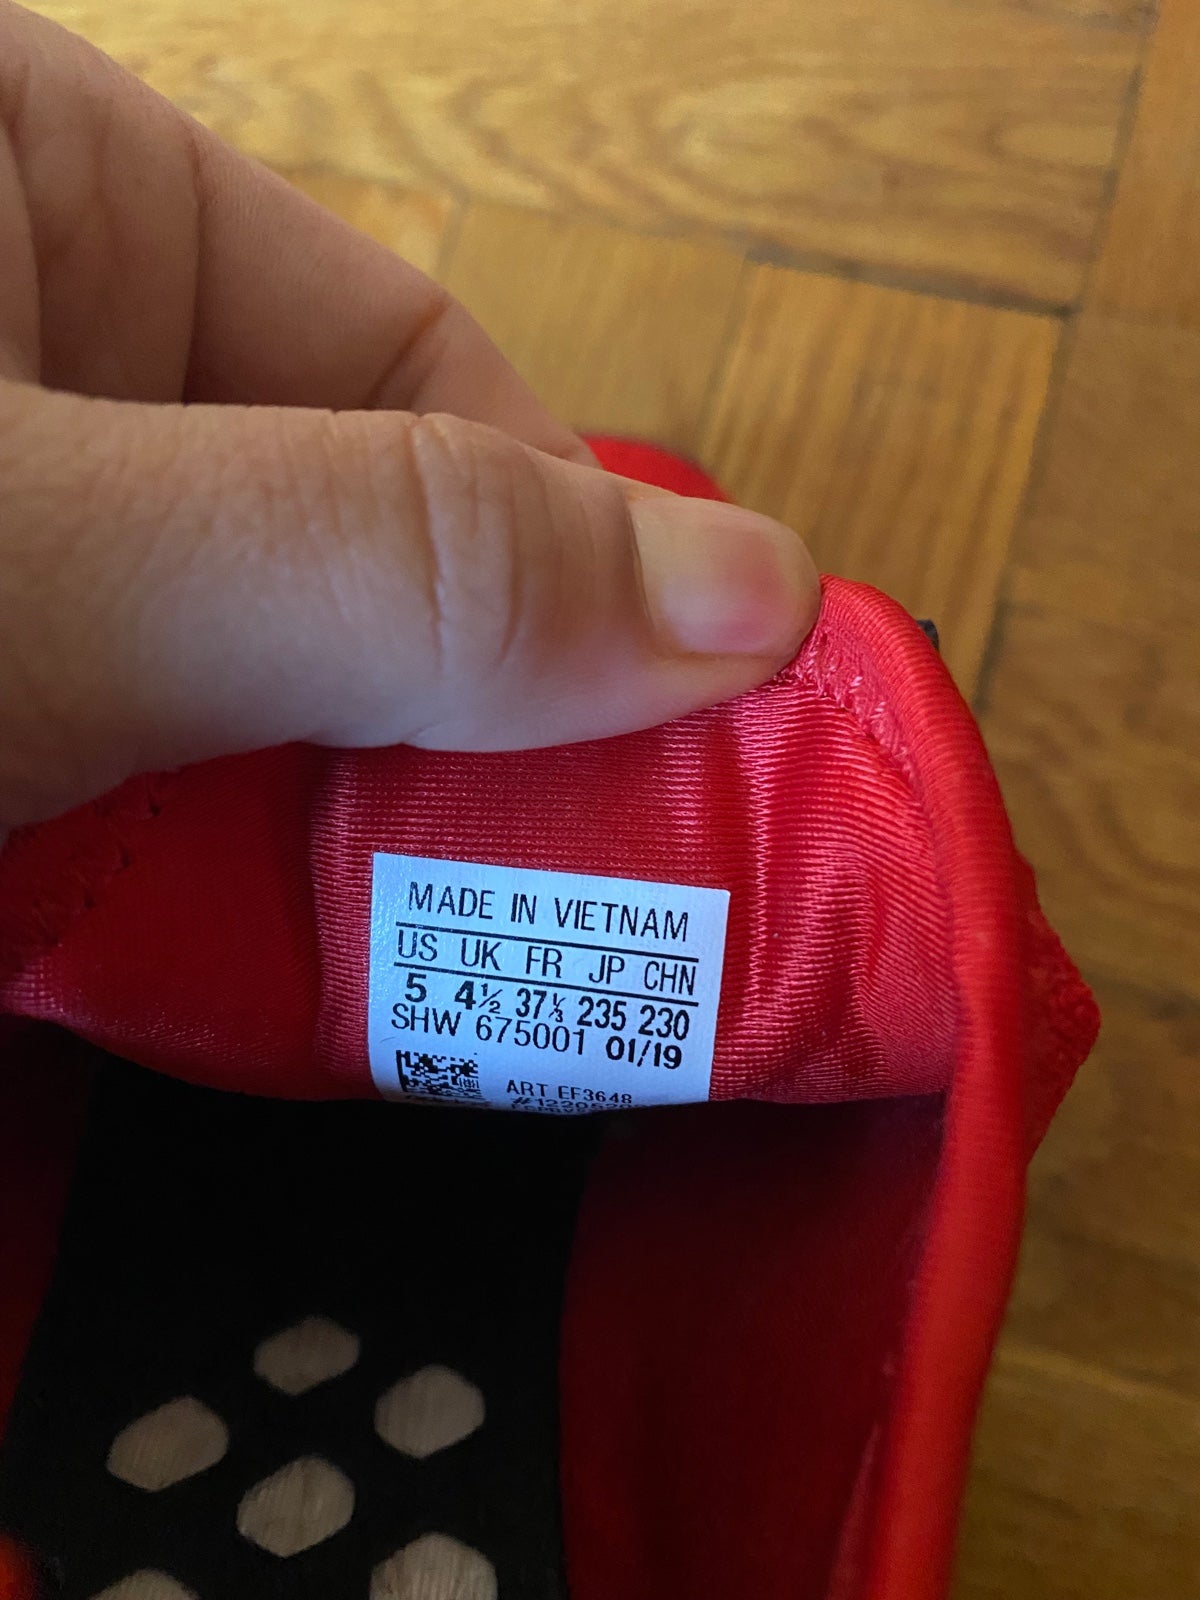 MADE IN VIETNAM
US UK FR JP CHN
5 4½ 37⅓ 235 230
SHW 675001 01/19
ART EF3648